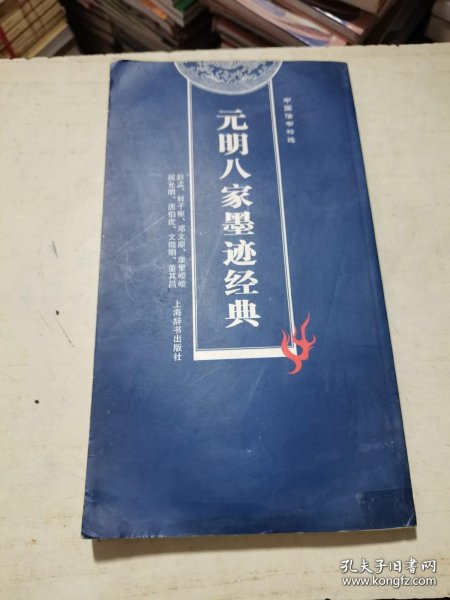 中国法书精选
元明八家墨迹经典
赵孟、鲜于枢、邓文原、康里巎巎
祝允明、唐伯虎、文徵明、董其昌
上海辞书出版社
孔夫子旧书网
www.kongfz.com